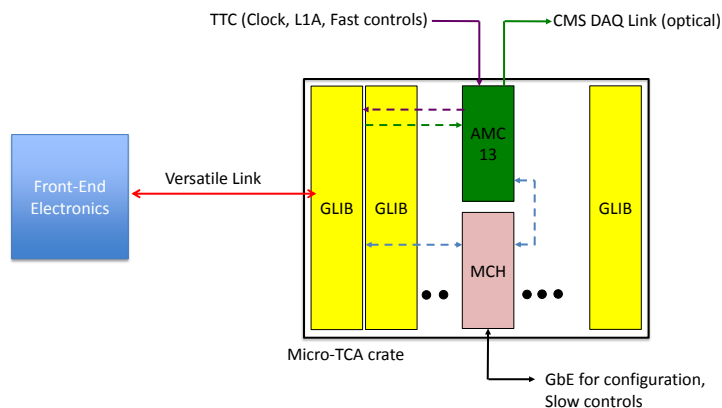 TTC (Clock, L1A, Fast controls)
CMS DAQ Link (optical)
AMC
13
Front-End
Electronics
Versatile Link
GLIB
GLIB
GLIB
MCH
Micro-TCA crate
GbE for configuration,
Slow controls